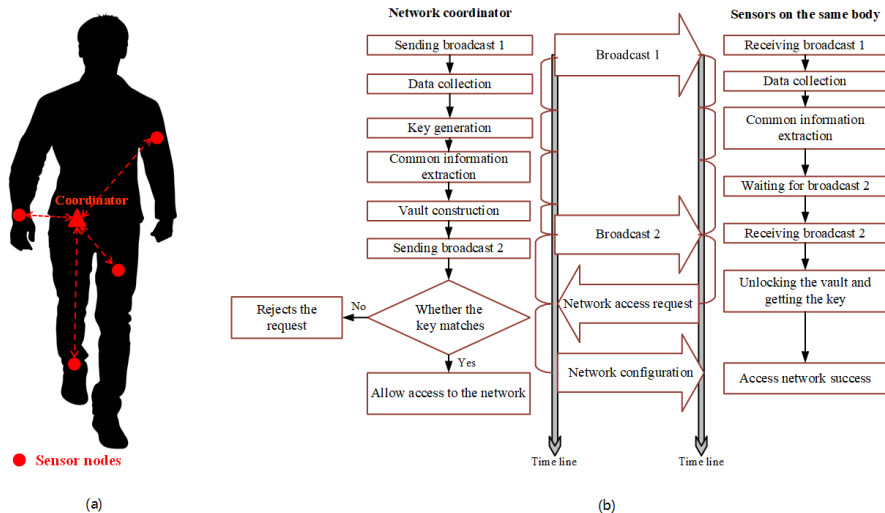 Coordinator
Sensor nodes
(a)
Network coordinator
Sending broadcast 1
Data collection
Key generation
Common information
extraction
Vault construction
Sending broadcast 2
Whether the
key matches
No
Rejects the
request
Yes
Allow access to the network
Broadcast 1
Broadcast 2
Network access request
Network configuration
Time line
Time line
Sensors on the same body
Receiving broadcast 1
Data collection
Common information
extraction
Waiting for broadcast 2
Receiving broadcast 2
Unlocking the vault and
getting the key
Access network success
(b)